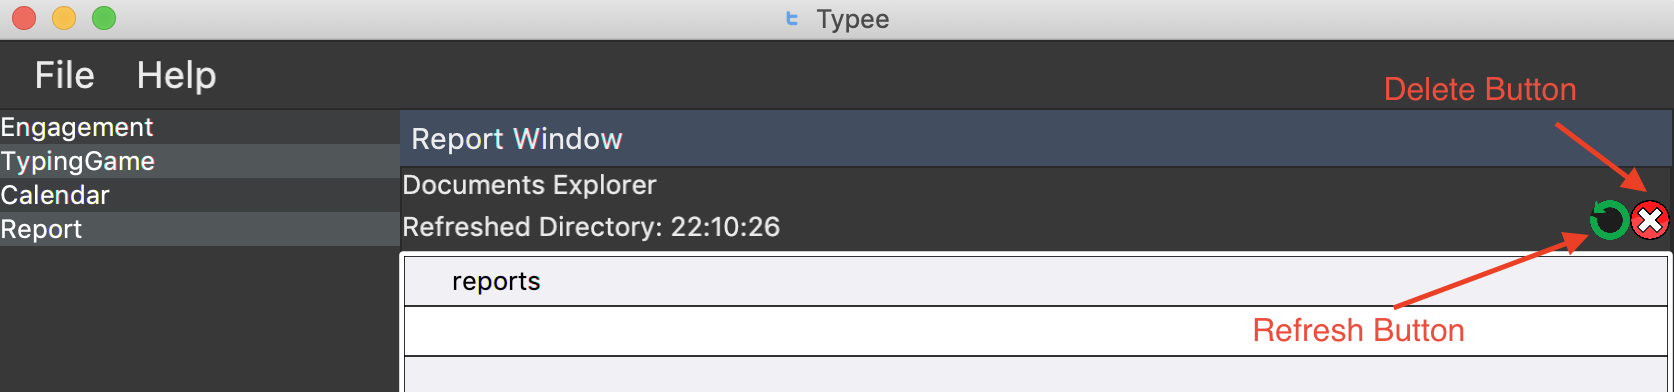 Typee
File Help
Delete Button
Engagement
TypingGame
Calendar
Report
Report Window
Documents Explorer
Refreshed Directory: 22:10:26
reports
Refresh Button